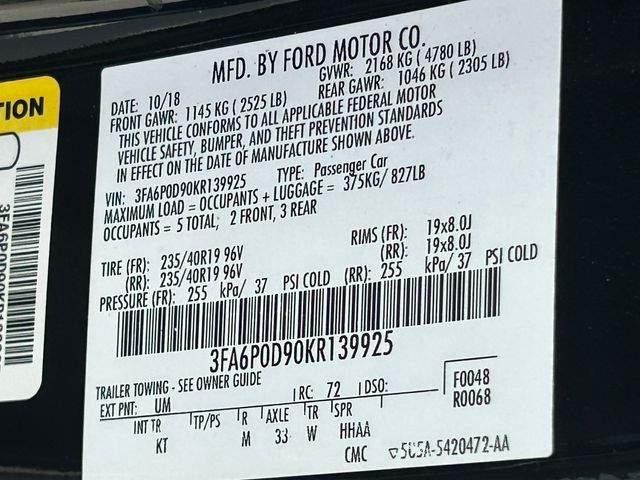 MFD. BY FORD MOTOR CO.
DATE: 10/18 GVWR: 2168 KG ( 4780 LB)
FRONT GAWR: 1145 KG ( 2525 LB) REAR GAWR: 1046 KG ( 2305 LB)
THIS VEHICLE CONFORMS TO ALL APPLICABLE FEDERAL MOTOR
VEHICLE SAFETY, BUMPER, AND THEFT PREVENTION STANDARDS
IN EFFECT ON THE DATE OF MANUFACTURE SHOWN ABOVE.
VIN: 3FA6P0D90KR139925 TYPE: Passenger Car
MAXIMUM LOAD = OCCUPANTS + LUGGAGE = 375KG/ 827LB
OCCUPANTS = 5 TOTAL; 2 FRONT, 3 REAR
TIRE (FR): 235/40R19 96V RIMS (FR): 19x8.0J
(RR): 235/40R19 96V (RR): 19x8.0J
PRESSURE (FR): 255 kPa/ 37 PSI COLD (RR): 255 kPa/ 37 PSI COLD
3FA6P0D90KR139925
TRAILER TOWING - SEE OWNER GUIDE
EXT PNT: UM RC: 72 DSO: F0048
R0068
INT TR TP/PS R AXLE TR SPR
KT M 33 W HHAA
CMC 5U5A-5420472-AA
TION